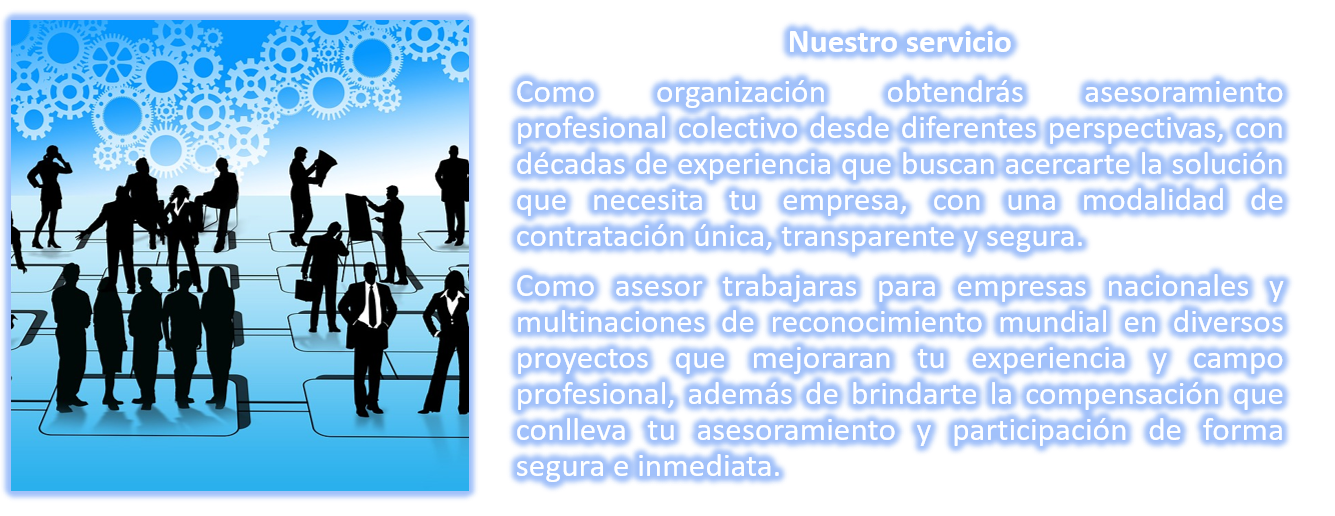 Nuestro servicio
Como organización obtendrás asesoramiento
profesional colectivo desde diferentes perspectivas, con
décadas de experiencia que buscan acercarte la solución
que necesita tu empresa, con una modalidad de
contratación única, transparente y segura.
Como asesor trabajaras para empresas nacionales y
multinaciones de reconocimiento mundial en diversos
proyectos que mejoraran tu experiencia y campo
profesional, además de brindarte la compensación que
conlleva tu asesoramiento y participación de forma
segura e inmediata.